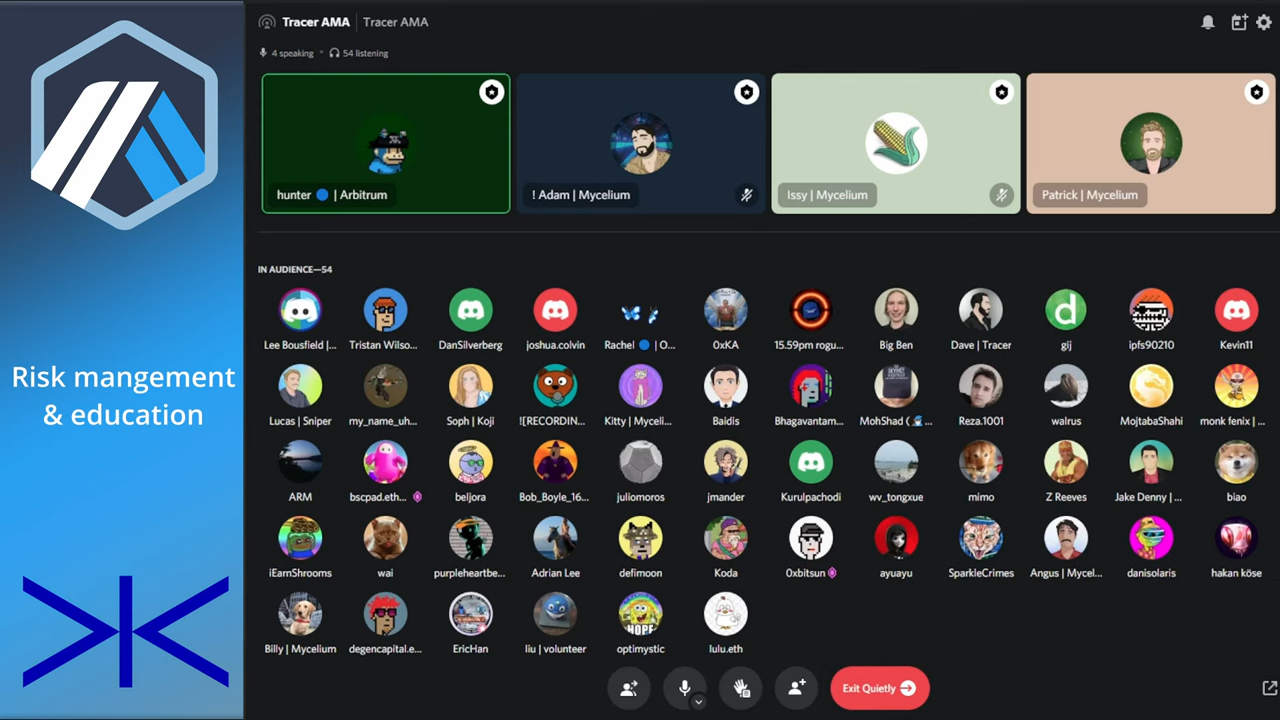 Tracer AMA | Tracer AMA
4 speaking • 54 listening
hunter 🔵 | Arbitrum
! Adam | Mycelium
Issy | Mycelium
Patrick | Mycelium
Risk mangement
& education
IN AUDIENCE—54
Lee Bousfield |...
Tristan Wilso...
DanSilverberg
joshua.colvin
Rachel 🔵 | O...
0xKA
15.59pm rogu...
Big Ben
Dave | Tracer
gij
ipfs90210
Kevin11
Lucas | Sniper
my_name_uh...
Soph | Koji
![RECORDIN...
Kitty | Myceli...
Baidis
Bhagavantam...
MohShad (...
Reza.1001
walrus
MojtabaShahi
monk fenix | ...
ARM
bscpad.eth...
beljora
Bob_Boyle_16...
juliomoros
jmander
Kurulpachodi
wv_tongxue
mimo
Z Reeves
Jake Denny | ...
biao
iEarnShrooms
wai
purpleheartbe...
Adrian Lee
defimoon
Koda
0xbitsun
ayuayu
SparkleCrimes
Angus | Mycel...
danisolaris
hakan köse
Billy | Mycelium
degencapital.e...
EricHan
liu | volunteer
optimystic
lulu.eth
HOPE
Exit Quietly